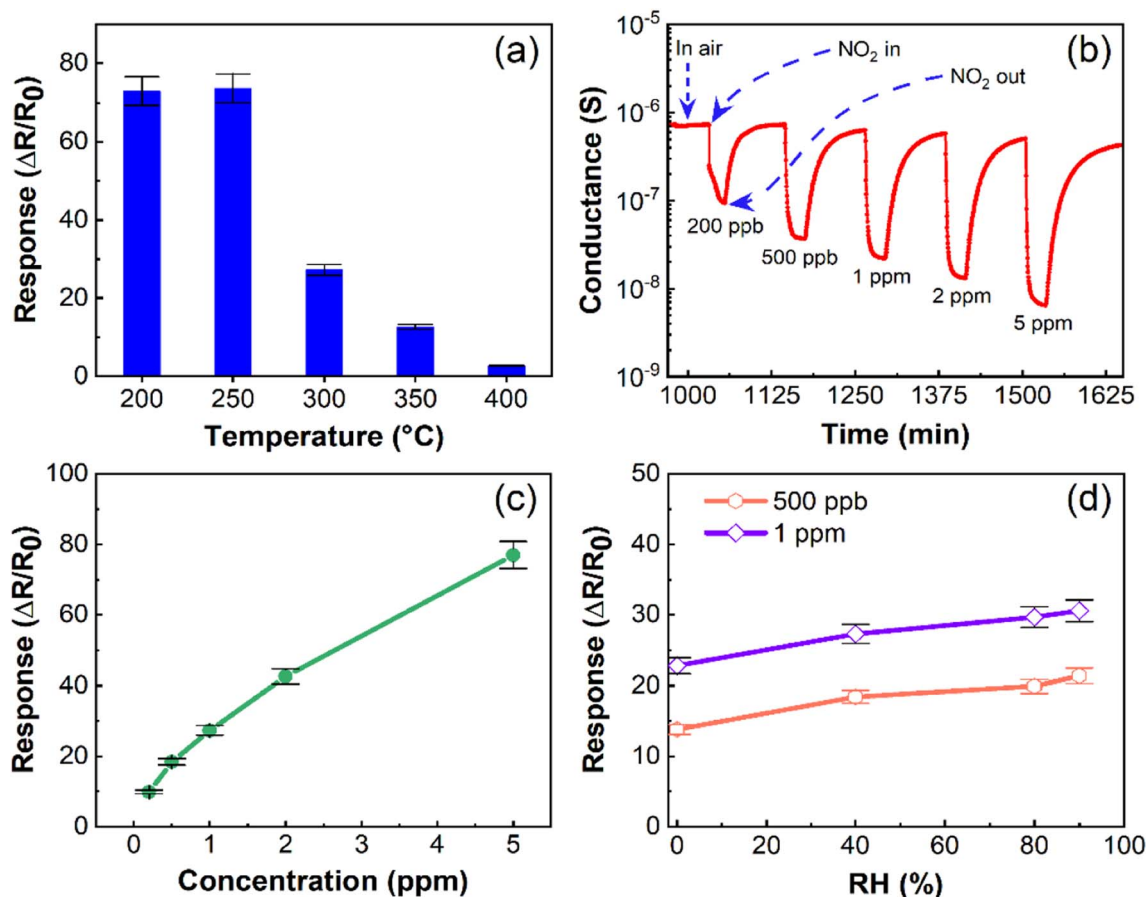 (a)
Response (ΔR/R₀)
80
60
40
20
0
200 250 300 350 400
Temperature (°C)
(b)
In air
NO₂ in
NO₂ out
Conductance (S)
10⁻⁵
10⁻⁶
10⁻⁷
10⁻⁸
10⁻⁹
200 ppb
500 ppb
1 ppm
2 ppm
5 ppm
1000 1125 1250 1375 1500 1625
Time (min)
(c)
Response (ΔR/R₀)
100
80
60
40
20
0
0 1 2 3 4 5
Concentration (ppm)
(d)
500 ppb
1 ppm
Response (ΔR/R₀)
50
40
30
20
10
0
0 20 40 60 80 100
RH (%)